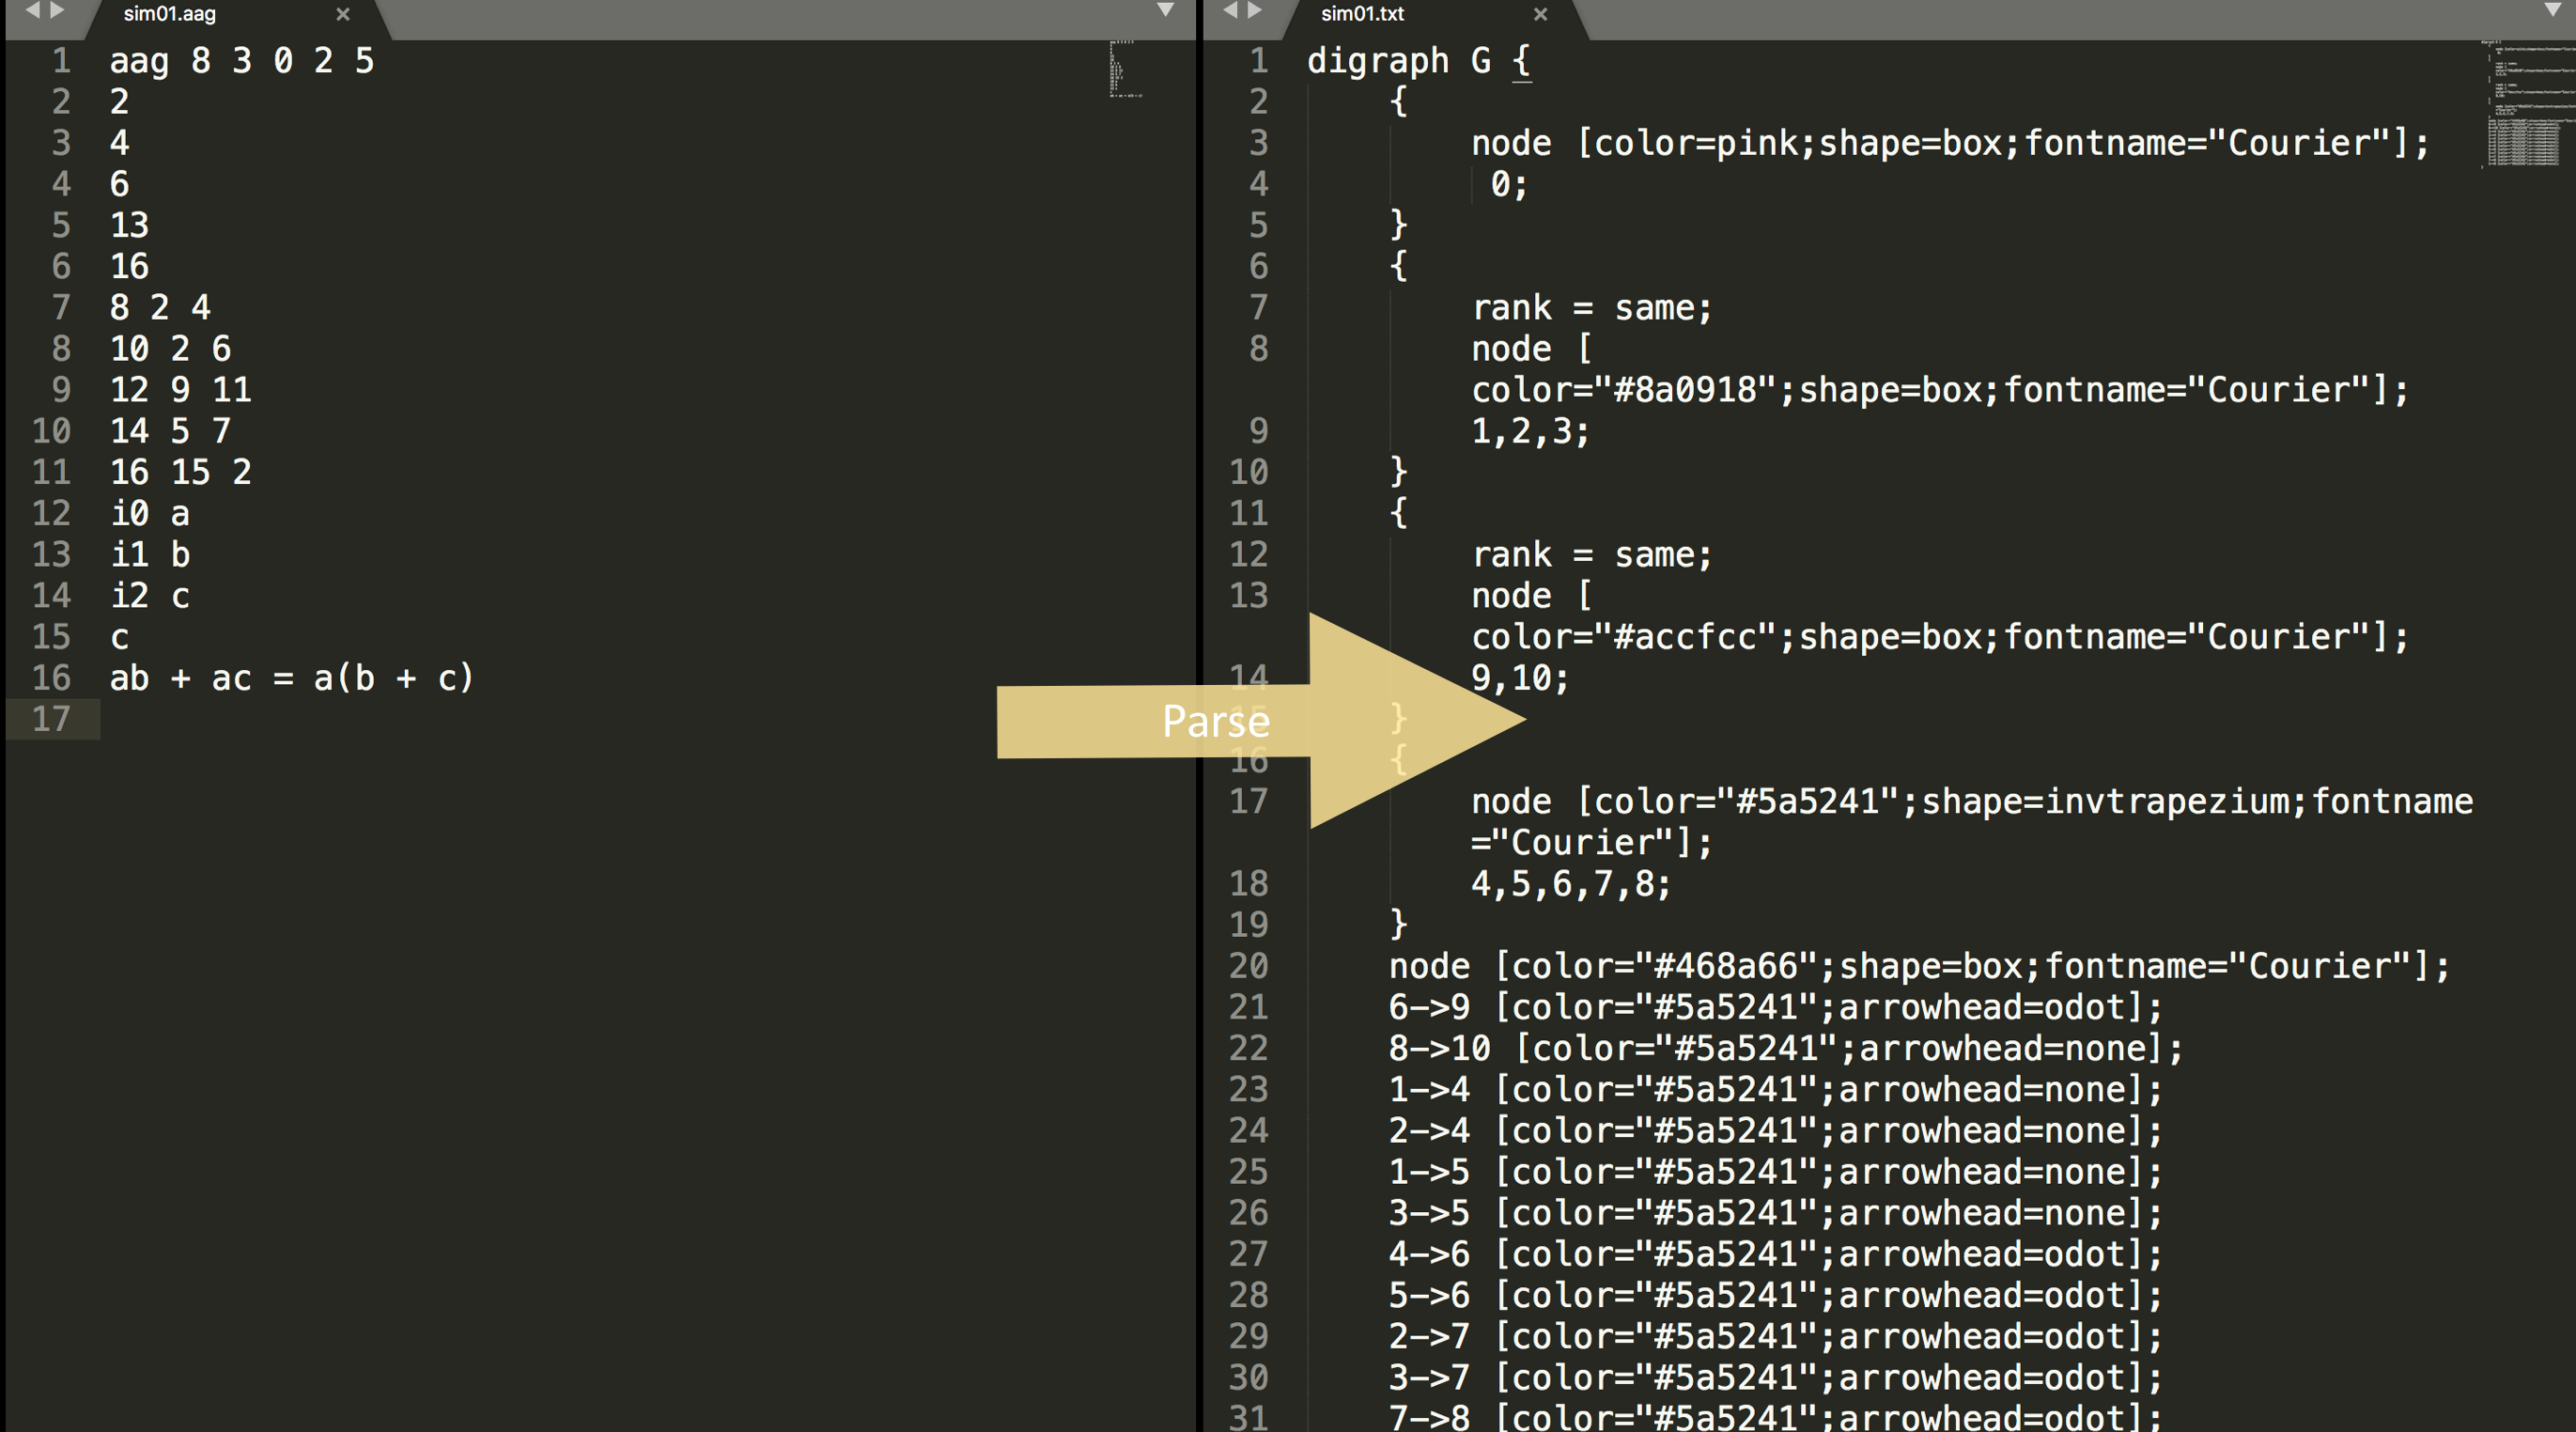 sim01.aag
1 aag 8 3 0 2 5
2 2
3 4
4 6
5 13
6 16
7 8 2 4
8 10 2 6
9 12 9 11
10 14 5 7
11 16 15 2
12 i0 a
13 i1 b
14 i2 c
15 c
16 ab + ac = a(b + c)
17
Parse
sim01.txt
1 digraph G {
2 {
3 node [color=pink;shape=box;fontname="Courier"];
4 0;
5 }
6 {
7 rank = same;
8 node [
color="#8a0918";shape=box;fontname="Courier"];
9 1,2,3;
10 }
11 {
12 rank = same;
13 node [
color="#accfcc";shape=box;fontname="Courier"];
14 9,10;
15 }
16 {
17 node [color="#5a5241";shape=invtrapezium;fontname
="Courier"];
18 4,5,6,7,8;
19 }
20 node [color="#468a66";shape=box;fontname="Courier"];
21 6->9 [color="#5a5241";arrowhead=odot];
22 8->10 [color="#5a5241";arrowhead=none];
23 1->4 [color="#5a5241";arrowhead=none];
24 2->4 [color="#5a5241";arrowhead=none];
25 1->5 [color="#5a5241";arrowhead=none];
26 3->5 [color="#5a5241";arrowhead=none];
27 4->6 [color="#5a5241";arrowhead=odot];
28 5->6 [color="#5a5241";arrowhead=odot];
29 2->7 [color="#5a5241";arrowhead=odot];
30 3->7 [color="#5a5241";arrowhead=odot];
31 7->8 [color="#5a5241";arrowhead=odot];